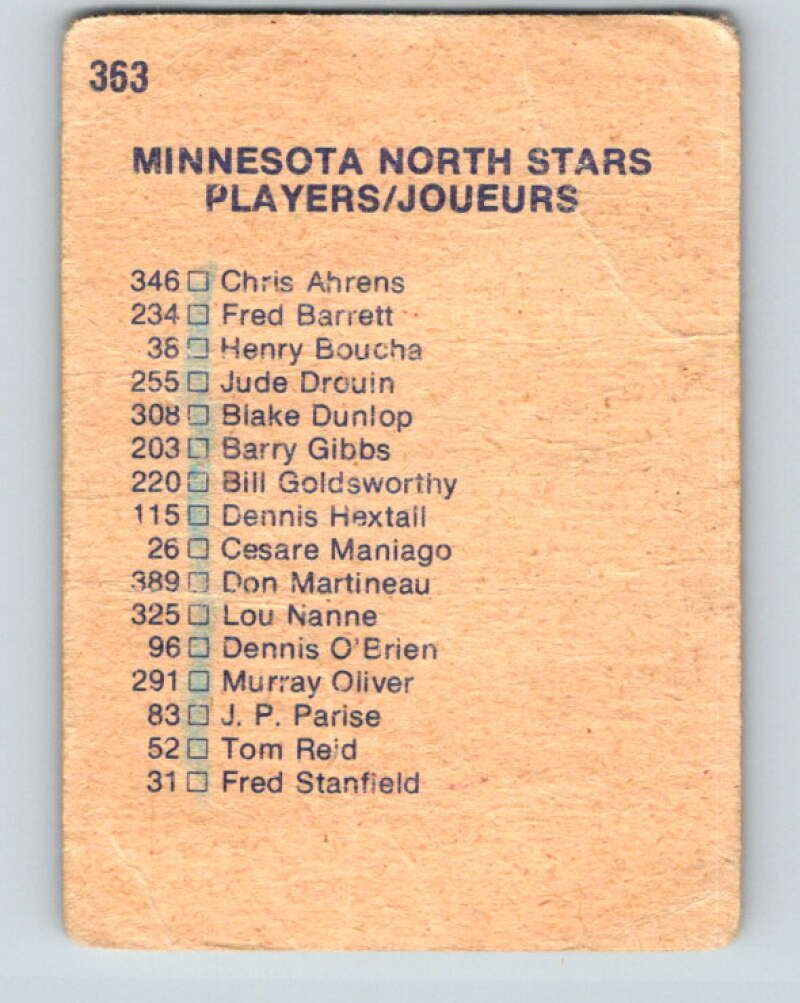 363
MINNESOTA NORTH STARS
PLAYERS/JOUEURS
346 □ Chris Ahrens
234 □ Fred Barrett
38 □ Henry Boucha
255 □ Jude Drouin
308 □ Blake Dunlop
203 □ Barry Gibbs
220 □ Bill Goldsworthy
115 □ Dennis Hextall
26 □ Cesare Maniago
389 □ Don Martineau
325 □ Lou Nanne
96 □ Dennis O'Brien
291 □ Murray Oliver
83 □ J. P. Parise
52 □ Tom Reid
31 □ Fred Stanfield